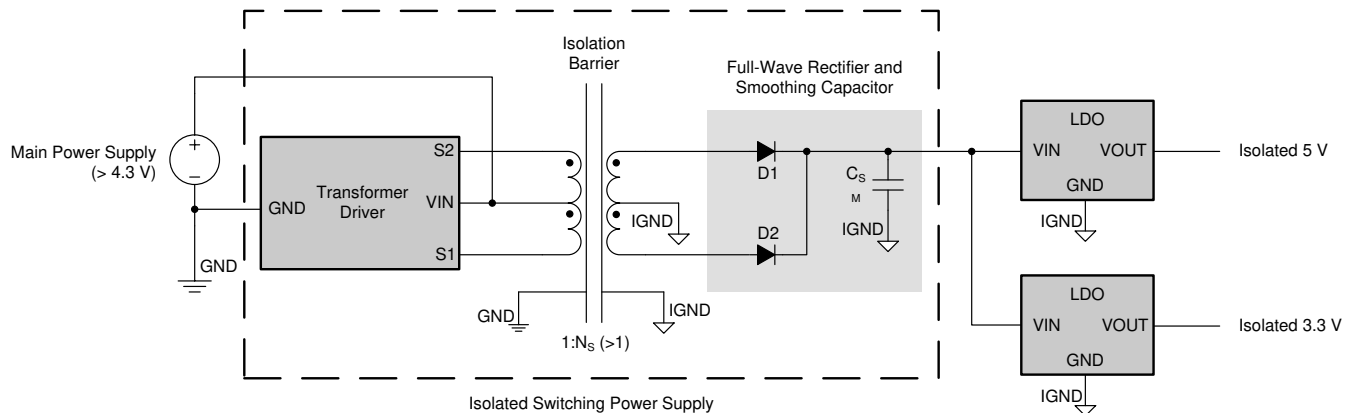 Isolation
Barrier
Full-Wave Rectifier and
Smoothing Capacitor
Main Power Supply
(> 4.3 V)
+
−
GND
GND
Transformer
Driver
S2
VIN
S1
IGND
GND
IGND
1:NS (>1)
D1
D2
CS
M
IGND
LDO
VIN
VOUT
GND
IGND
Isolated 5 V
LDO
VIN
VOUT
GND
IGND
Isolated 3.3 V
Isolated Switching Power Supply